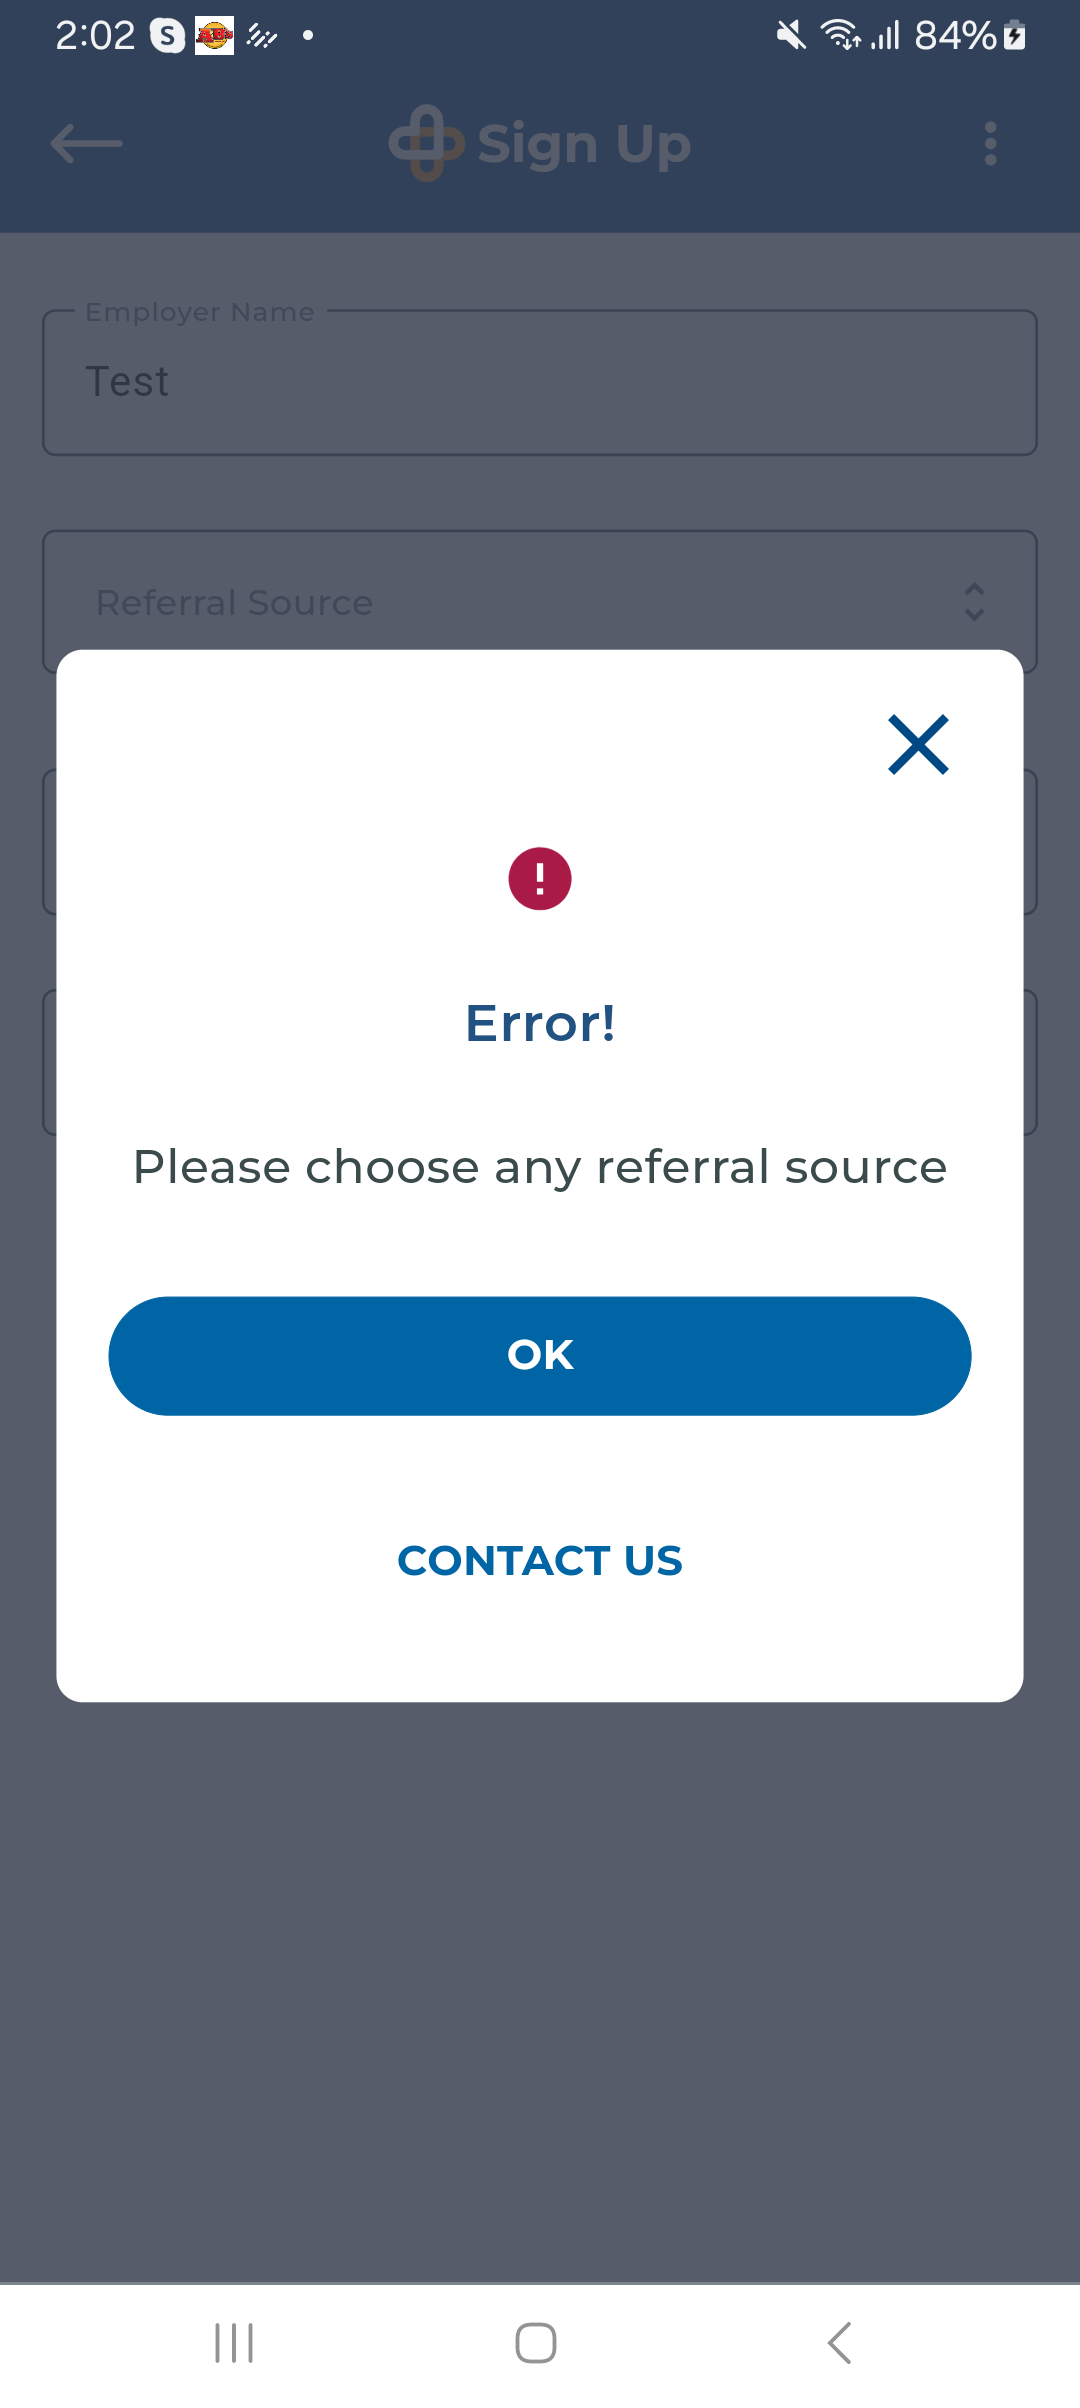 2:02 S AB's 84%
Sign Up
Employer Name
Test
Referral Source
Error!
Please choose any referral source
OK
CONTACT US